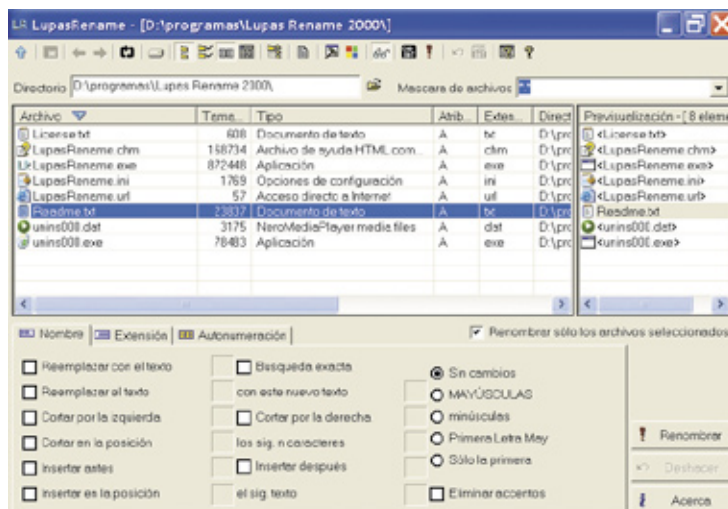 LR LupasRename - [D:\programas\Lupas Rename 2000\]
Directorio D:\programas\Lupas Rename 2000\ Mascara de archivos
Archivo Tama... Tipo Atrib... Exten... Direct Previsualización - [ 8 eleme
License.txt 608 Documento de texto A txt D:\pro <License.txt>
LupasRename.chm 158734 Archivo de ayuda HTML com... A chm D:\pro <LupasRename.chm>
LupasRename.exe 872448 Aplicación A exe D:\pro <LupasRename.exe>
LupasRename.ini 1769 Opciones de configuración A ini D:\pro <LupasRename.ini>
LupasRename.url 57 Acceso directo a Internet A url D:\pro <LupasRename.url>
Readme.txt 23837 Documento de texto A txt D:\pro Readme.txt
unins000.dat 3175 NeroMediaPlayer media files A dat D:\pro <unins000.dat>
unins000.exe 78483 Aplicación A exe D:\pro <unins000.exe>
Nombre Extensión Autonumeración Renombrar sólo los archivos seleccionados
Reemplazar con el texto Busqueda exacta Sin cambios
Reemplazar el texto con este nuevo texto MAYÚSCULAS
Cortar por la izquierda Cortar por la derecha minúsculas
Cortar en la posición los sig. n caracteres Primera Letra May Renombrar
Insertar antes Insertar después Sólo la primera Deshacer
Insertar en la posición el sig. texto Eliminar accentos Acerca